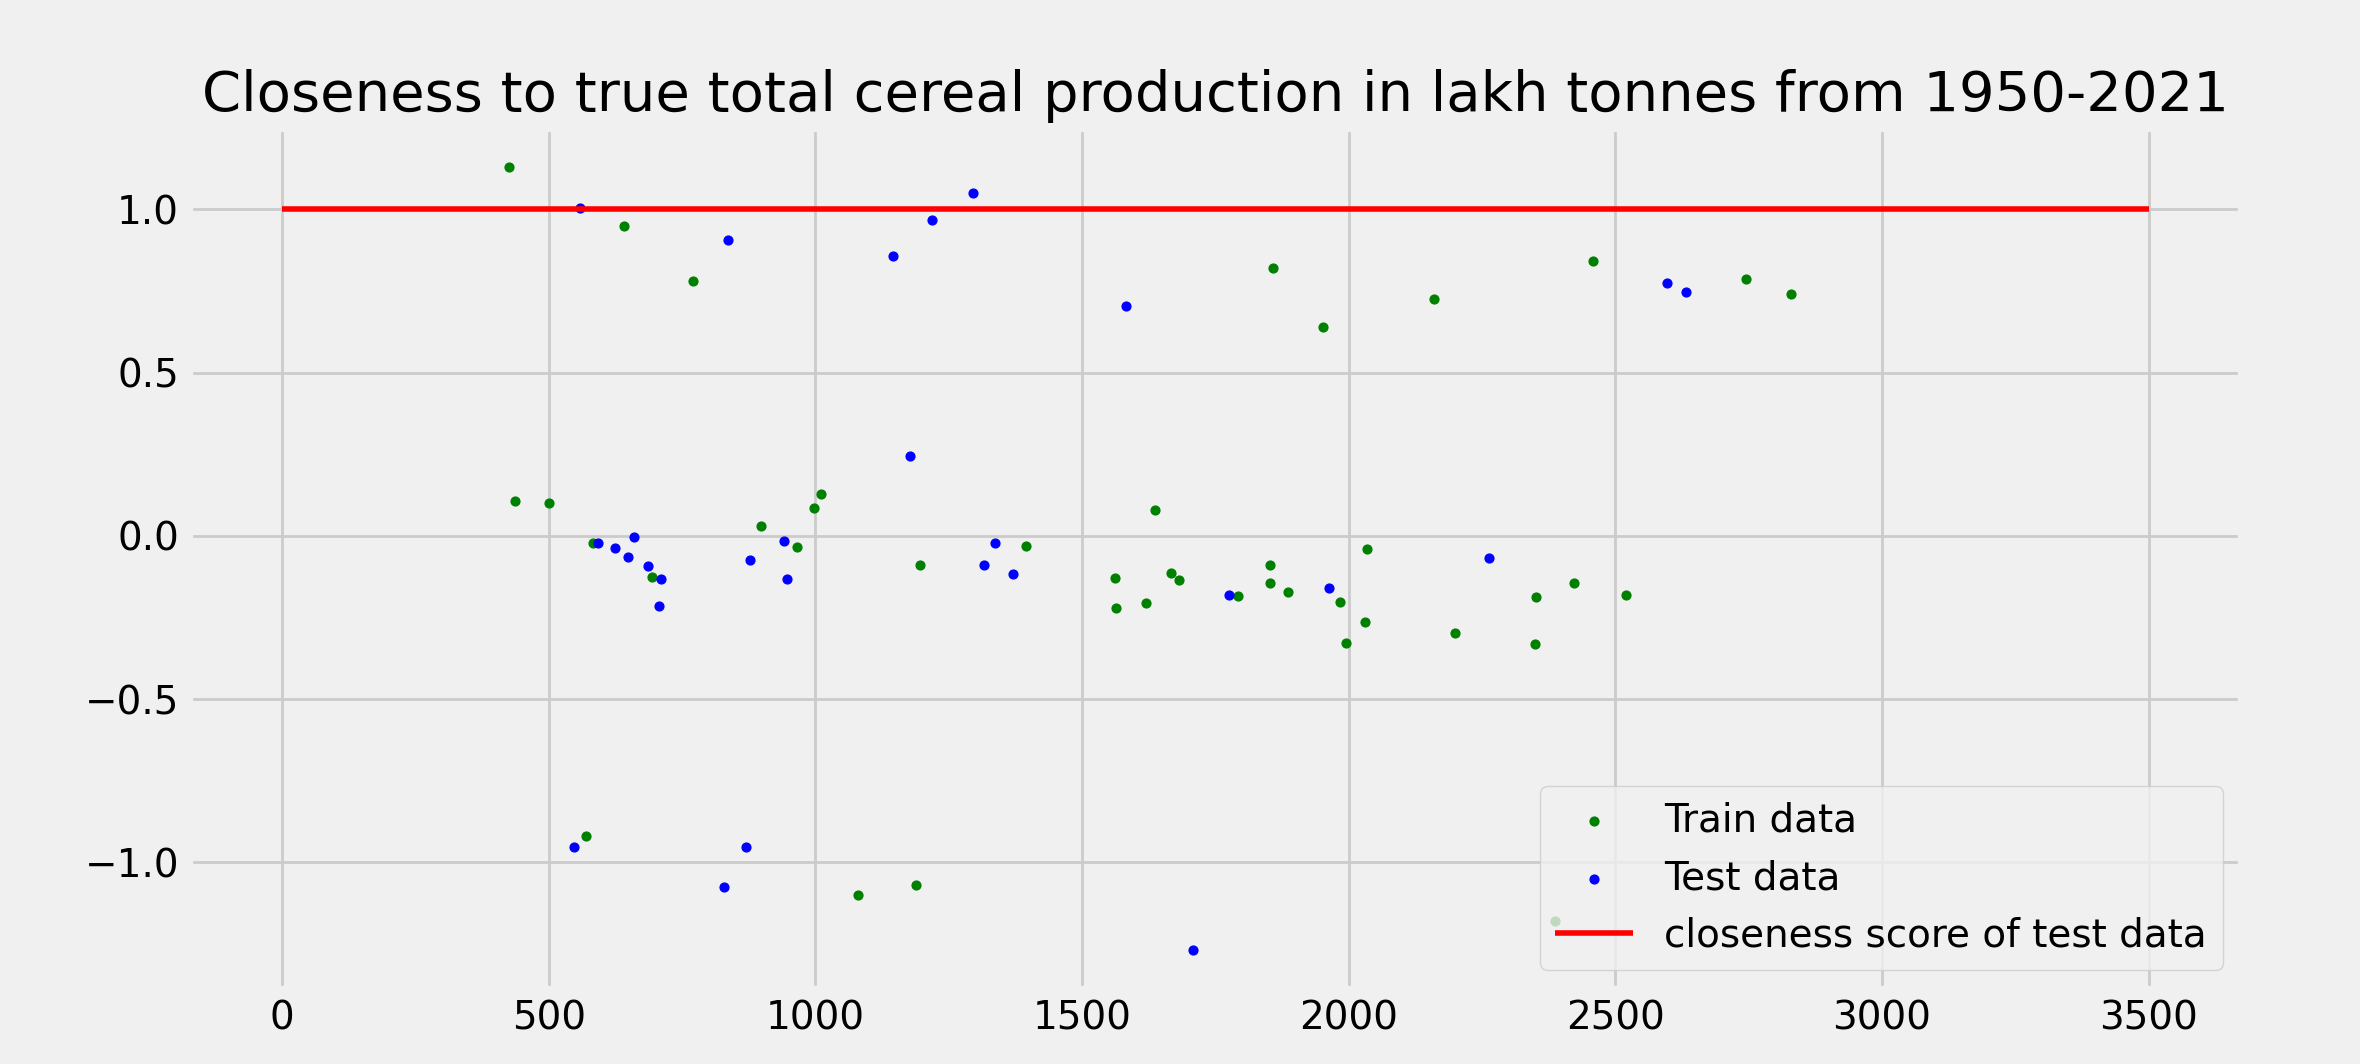 Closeness to true total cereal production in lakh tonnes from 1950-2021
1.0
0.5
0.0
−0.5
−1.0
Train data
Test data
closeness score of test data
0 500 1000 1500 2000 2500 3000 3500